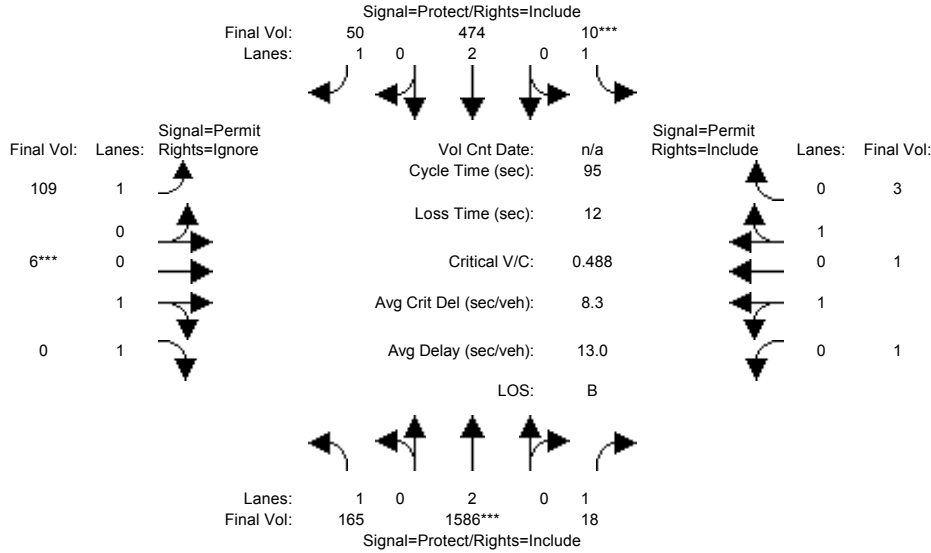 Signal=Protect/Rights=Include
Final Vol: 50 474 10***
Lanes: 1 0 2 0 1
Signal=Permit
Final Vol: Lanes: Rights=Ignore
Vol Cnt Date: n/a
Signal=Permit
Rights=Include Lanes: Final Vol:
Cycle Time (sec): 95
109 1
0 3
Loss Time (sec): 12
0
1
6*** 0
Critical V/C: 0.488
0 1
1
Avg Crit Del (sec/veh): 8.3
1
0 1
Avg Delay (sec/veh): 13.0
0 1
LOS: B
Lanes: 1 0 2 0 1
Final Vol: 165 1586*** 18
Signal=Protect/Rights=Include